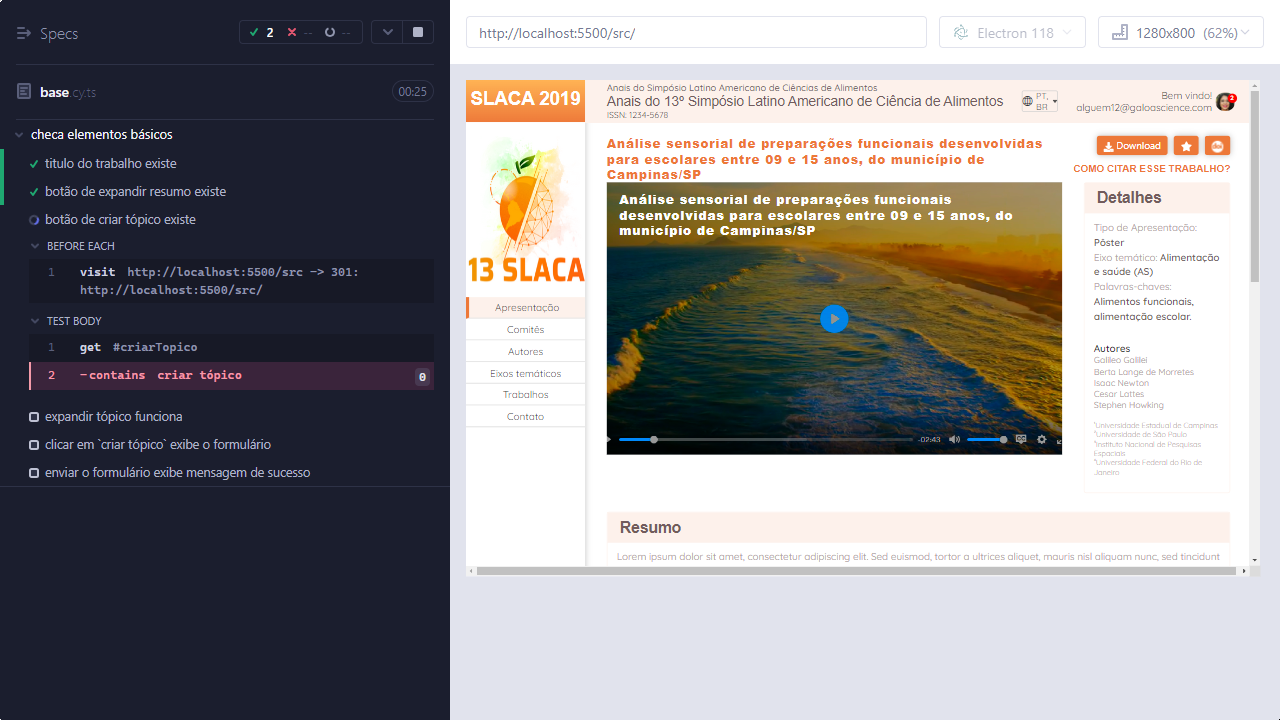 Specs
2
--
--
base.cy.ts
00:25
checa elementos básicos
titulo do trabalho existe
botão de expandir resumo existe
botão de criar tópico existe
BEFORE EACH
1 visit http://localhost:5500/src -> 301:
http://localhost:5500/src/
TEST BODY
1 get #criarTopico
2 -contains criar tópico 0
expandir tópico funciona
clicar em `criar tópico` exibe o formulário
enviar o formulário exibe mensagem de sucesso
http://localhost:5500/src/
Electron 118
1280x800 (62%)
SLACA 2019
13 SLACA
Apresentação
Comitês
Autores
Eixos temáticos
Trabalhos
Contato
Anais do Simpósio Latino Americano de Ciências de Alimentos
Anais do 13º Simpósio Latino Americano de Ciência de Alimentos
ISSN: 1234-5678
PT,
BR
Bem vindo!
alguem12@galoascience.com
2
Análise sensorial de preparações funcionais desenvolvidas
para escolares entre 09 e 15 anos, do município de
Campinas/SP
Download
COMO CITAR ESSE TRABALHO?
Análise sensorial de preparações funcionais
desenvolvidas para escolares entre 09 e 15 anos, do
município de Campinas/SP
-02:43
Detalhes
Tipo de Apresentação:
Pôster
Eixo temático: Alimentação
e saúde (AS)
Palavras-chaves:
Alimentos funcionais,
alimentação escolar.
Autores
Galileo Galilei
Berta Lange de Morretes
Isaac Newton
Cesar Lattes
Stephen Howking
¹Universidade Estadual de Campinas
²Universidade de São Paulo
³Instituto Nacional de Pesquisas
Espaciais
⁴Universidade Federal do Rio de
Janeiro
Resumo
Lorem ipsum dolor sit amet, consectetur adipiscing elit. Sed euismod, tortor a ultrices aliquet, mauris nisl aliquam nunc, sed tincidunt